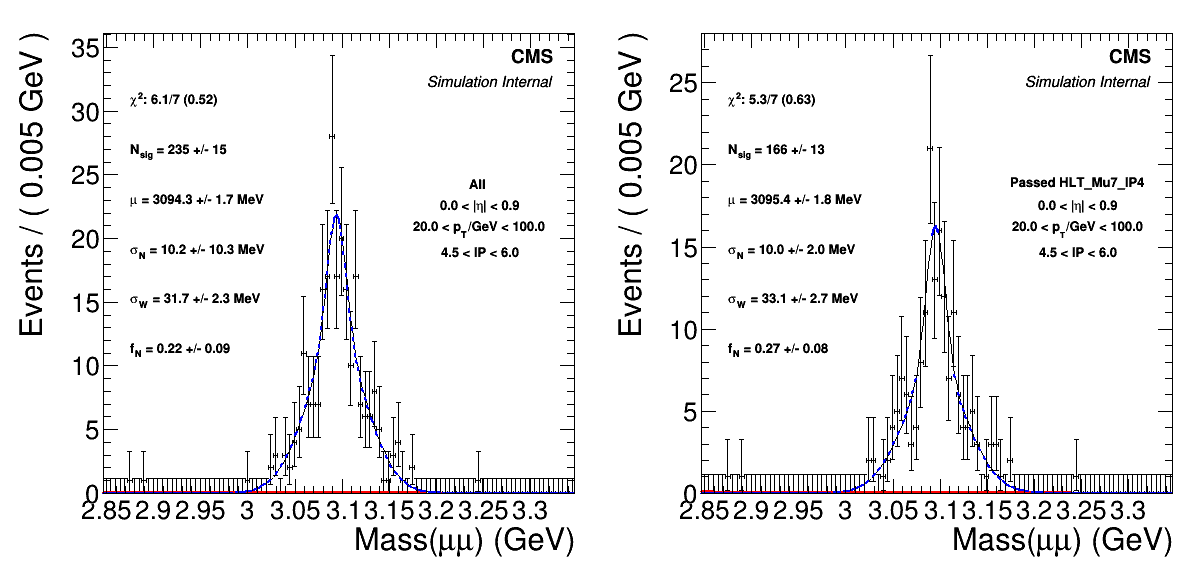 Events / ( 0.005 GeV )
35
30
25
20
15
10
5
0
CMS
Simulation Internal
χ²: 6.1/7 (0.52)
N_sig = 235 +/- 15
μ = 3094.3 +/- 1.7 MeV
σ_N = 10.2 +/- 10.3 MeV
σ_W = 31.7 +/- 2.3 MeV
f_N = 0.22 +/- 0.09
All
0.0 < |η| < 0.9
20.0 < p_T/GeV < 100.0
4.5 < IP < 6.0
2.85 2.9 2.95 3 3.05 3.1 3.15 3.2 3.25 3.3
Mass(μμ) (GeV)
Events / ( 0.005 GeV )
25
20
15
10
5
0
CMS
Simulation Internal
χ²: 5.3/7 (0.63)
N_sig = 166 +/- 13
μ = 3095.4 +/- 1.8 MeV
σ_N = 10.0 +/- 2.0 MeV
σ_W = 33.1 +/- 2.7 MeV
f_N = 0.27 +/- 0.08
Passed HLT_Mu7_IP4
0.0 < |η| < 0.9
20.0 < p_T/GeV < 100.0
4.5 < IP < 6.0
2.85 2.9 2.95 3 3.05 3.1 3.15 3.2 3.25 3.3
Mass(μμ) (GeV)